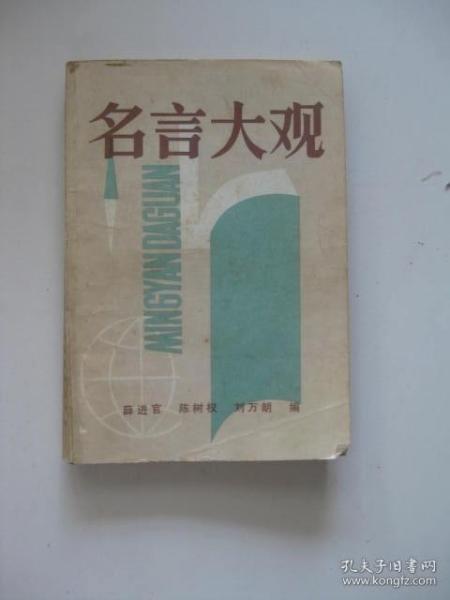 名言大观
MINGYAN DAGUAN
薛进官 陈树权 刘万朗 编
孔夫子旧书网
www.kongfz.com